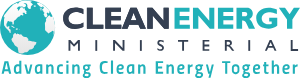 CLEANENERGY
MINISTERIAL
Advancing Clean Energy Together